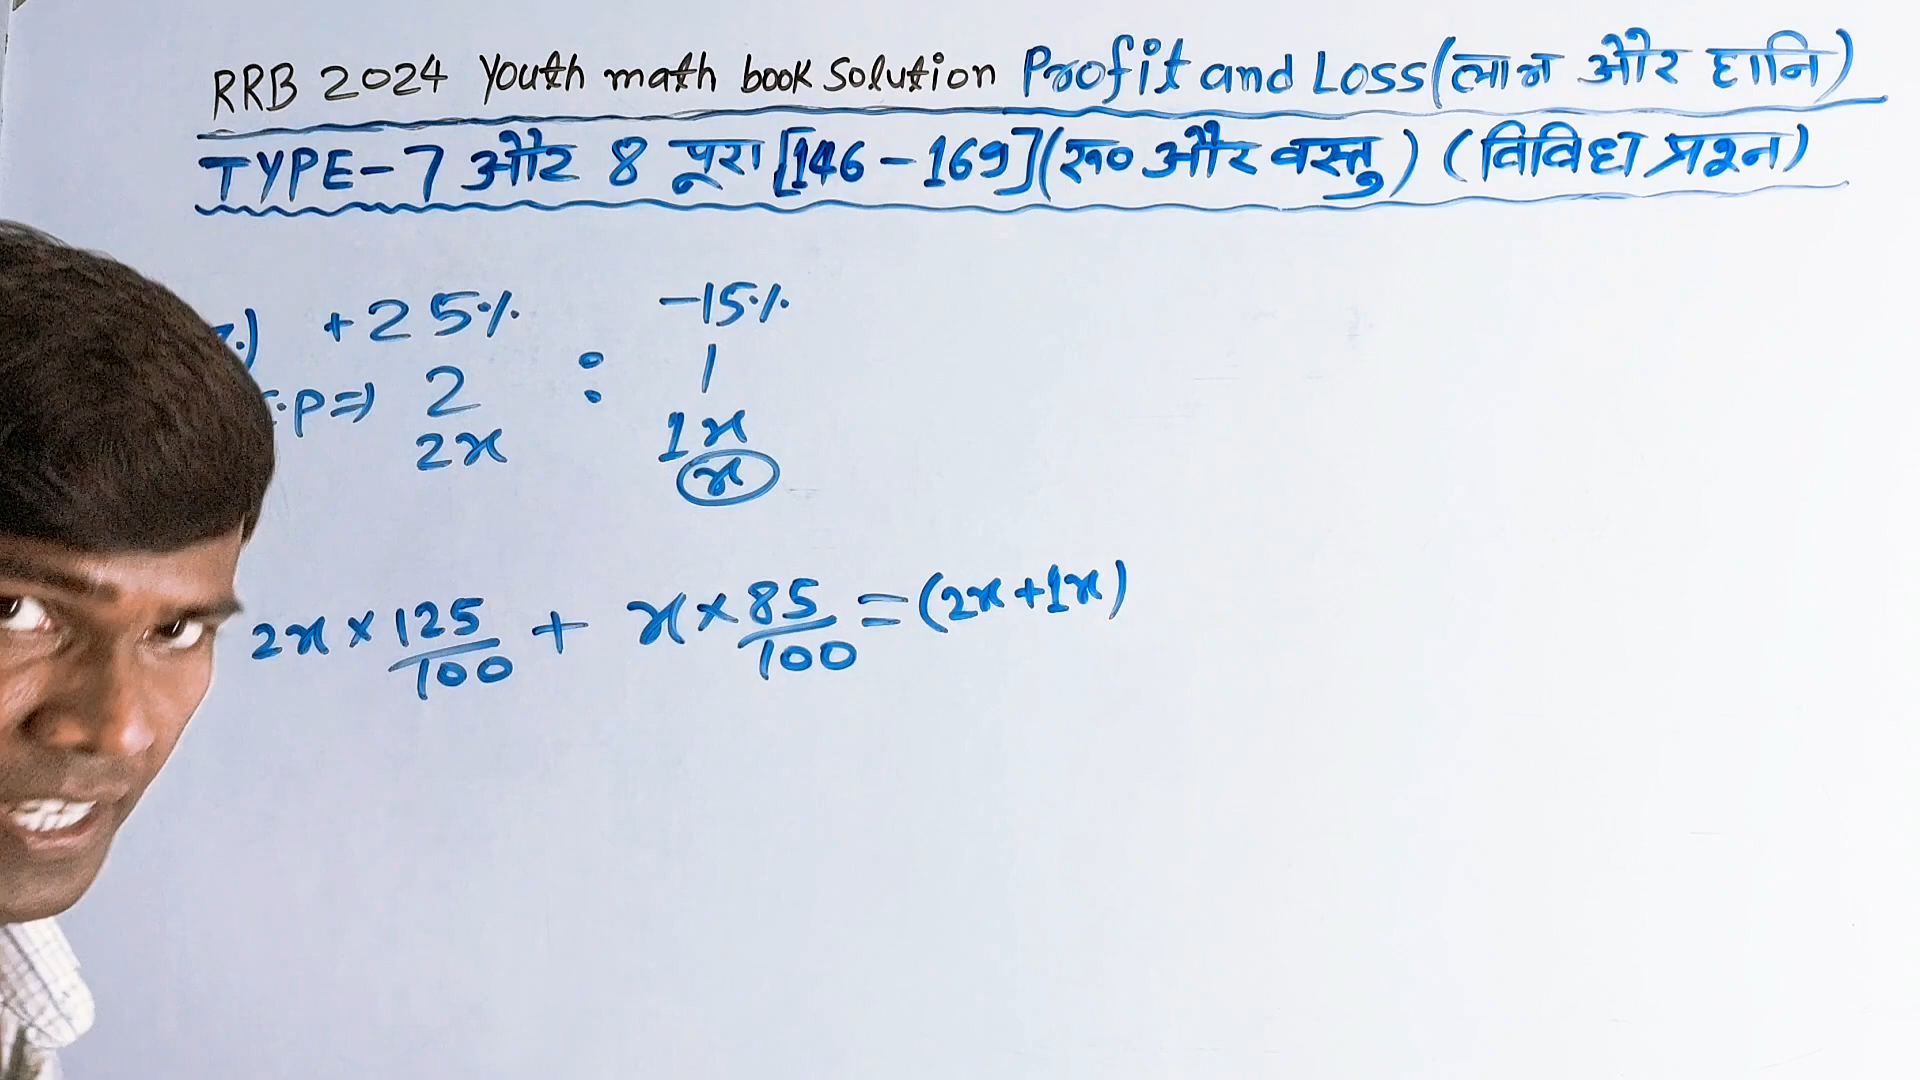 RRB 2024 Youth math book Solution Profit and Loss (लाभ और हानि)
TYPE-7 और 8 पूरा [146-169] (रू० और वस्तु) (विविध प्रश्न)
.) +25% -15%
.P⇒ 2 : 1
2x 1x
x
2x × 125/100 + x × 85/100 = (2x+1x)